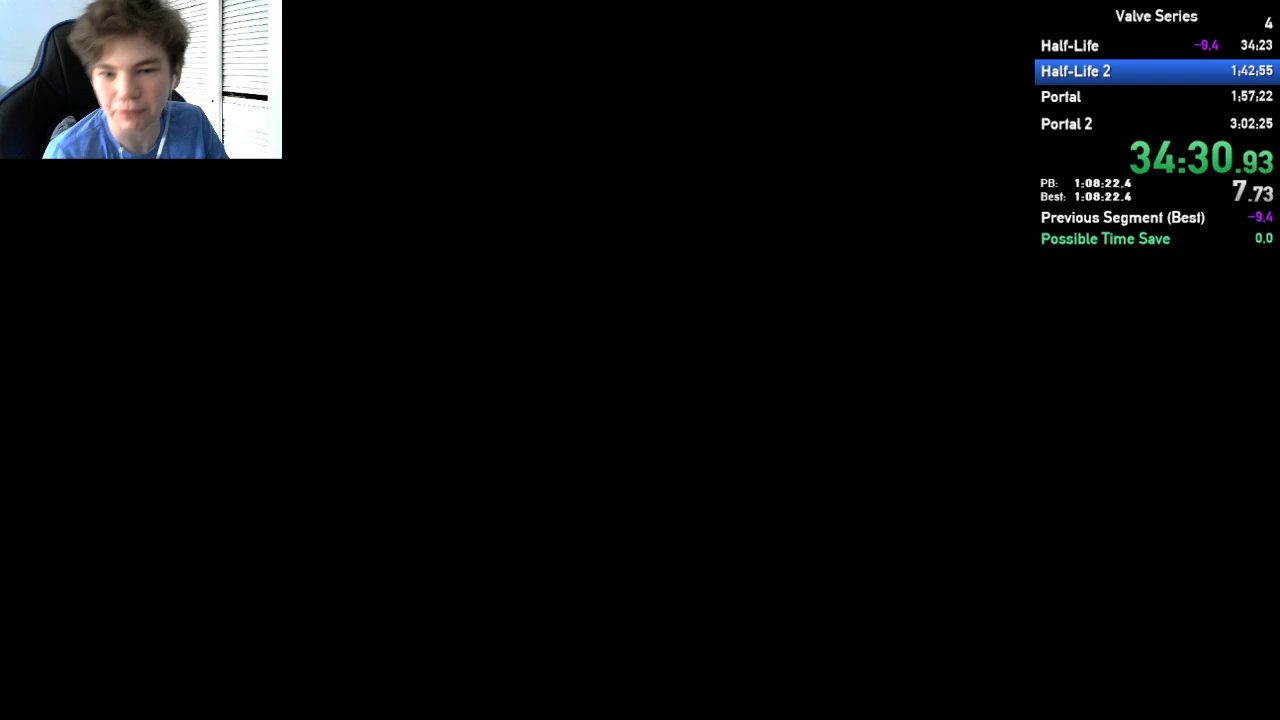 Valve Series
4
Half-Life -9.4 34:23
Half-Life 2 1:42:55
Portal 1:57:22
Portal 2 3:02:25
34:30.93
PB: 1:08:22.4
Best: 1:08:22.4
7.73
Previous Segment (Best) -9.4
Possible Time Save 0.0